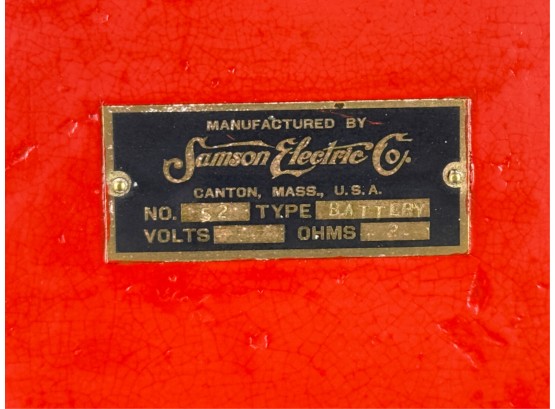 MANUFACTURED BY
Samson Electric Co.
CANTON, MASS., U.S.A.
NO. 52 TYPE BATTERY
VOLTS OHMS 2